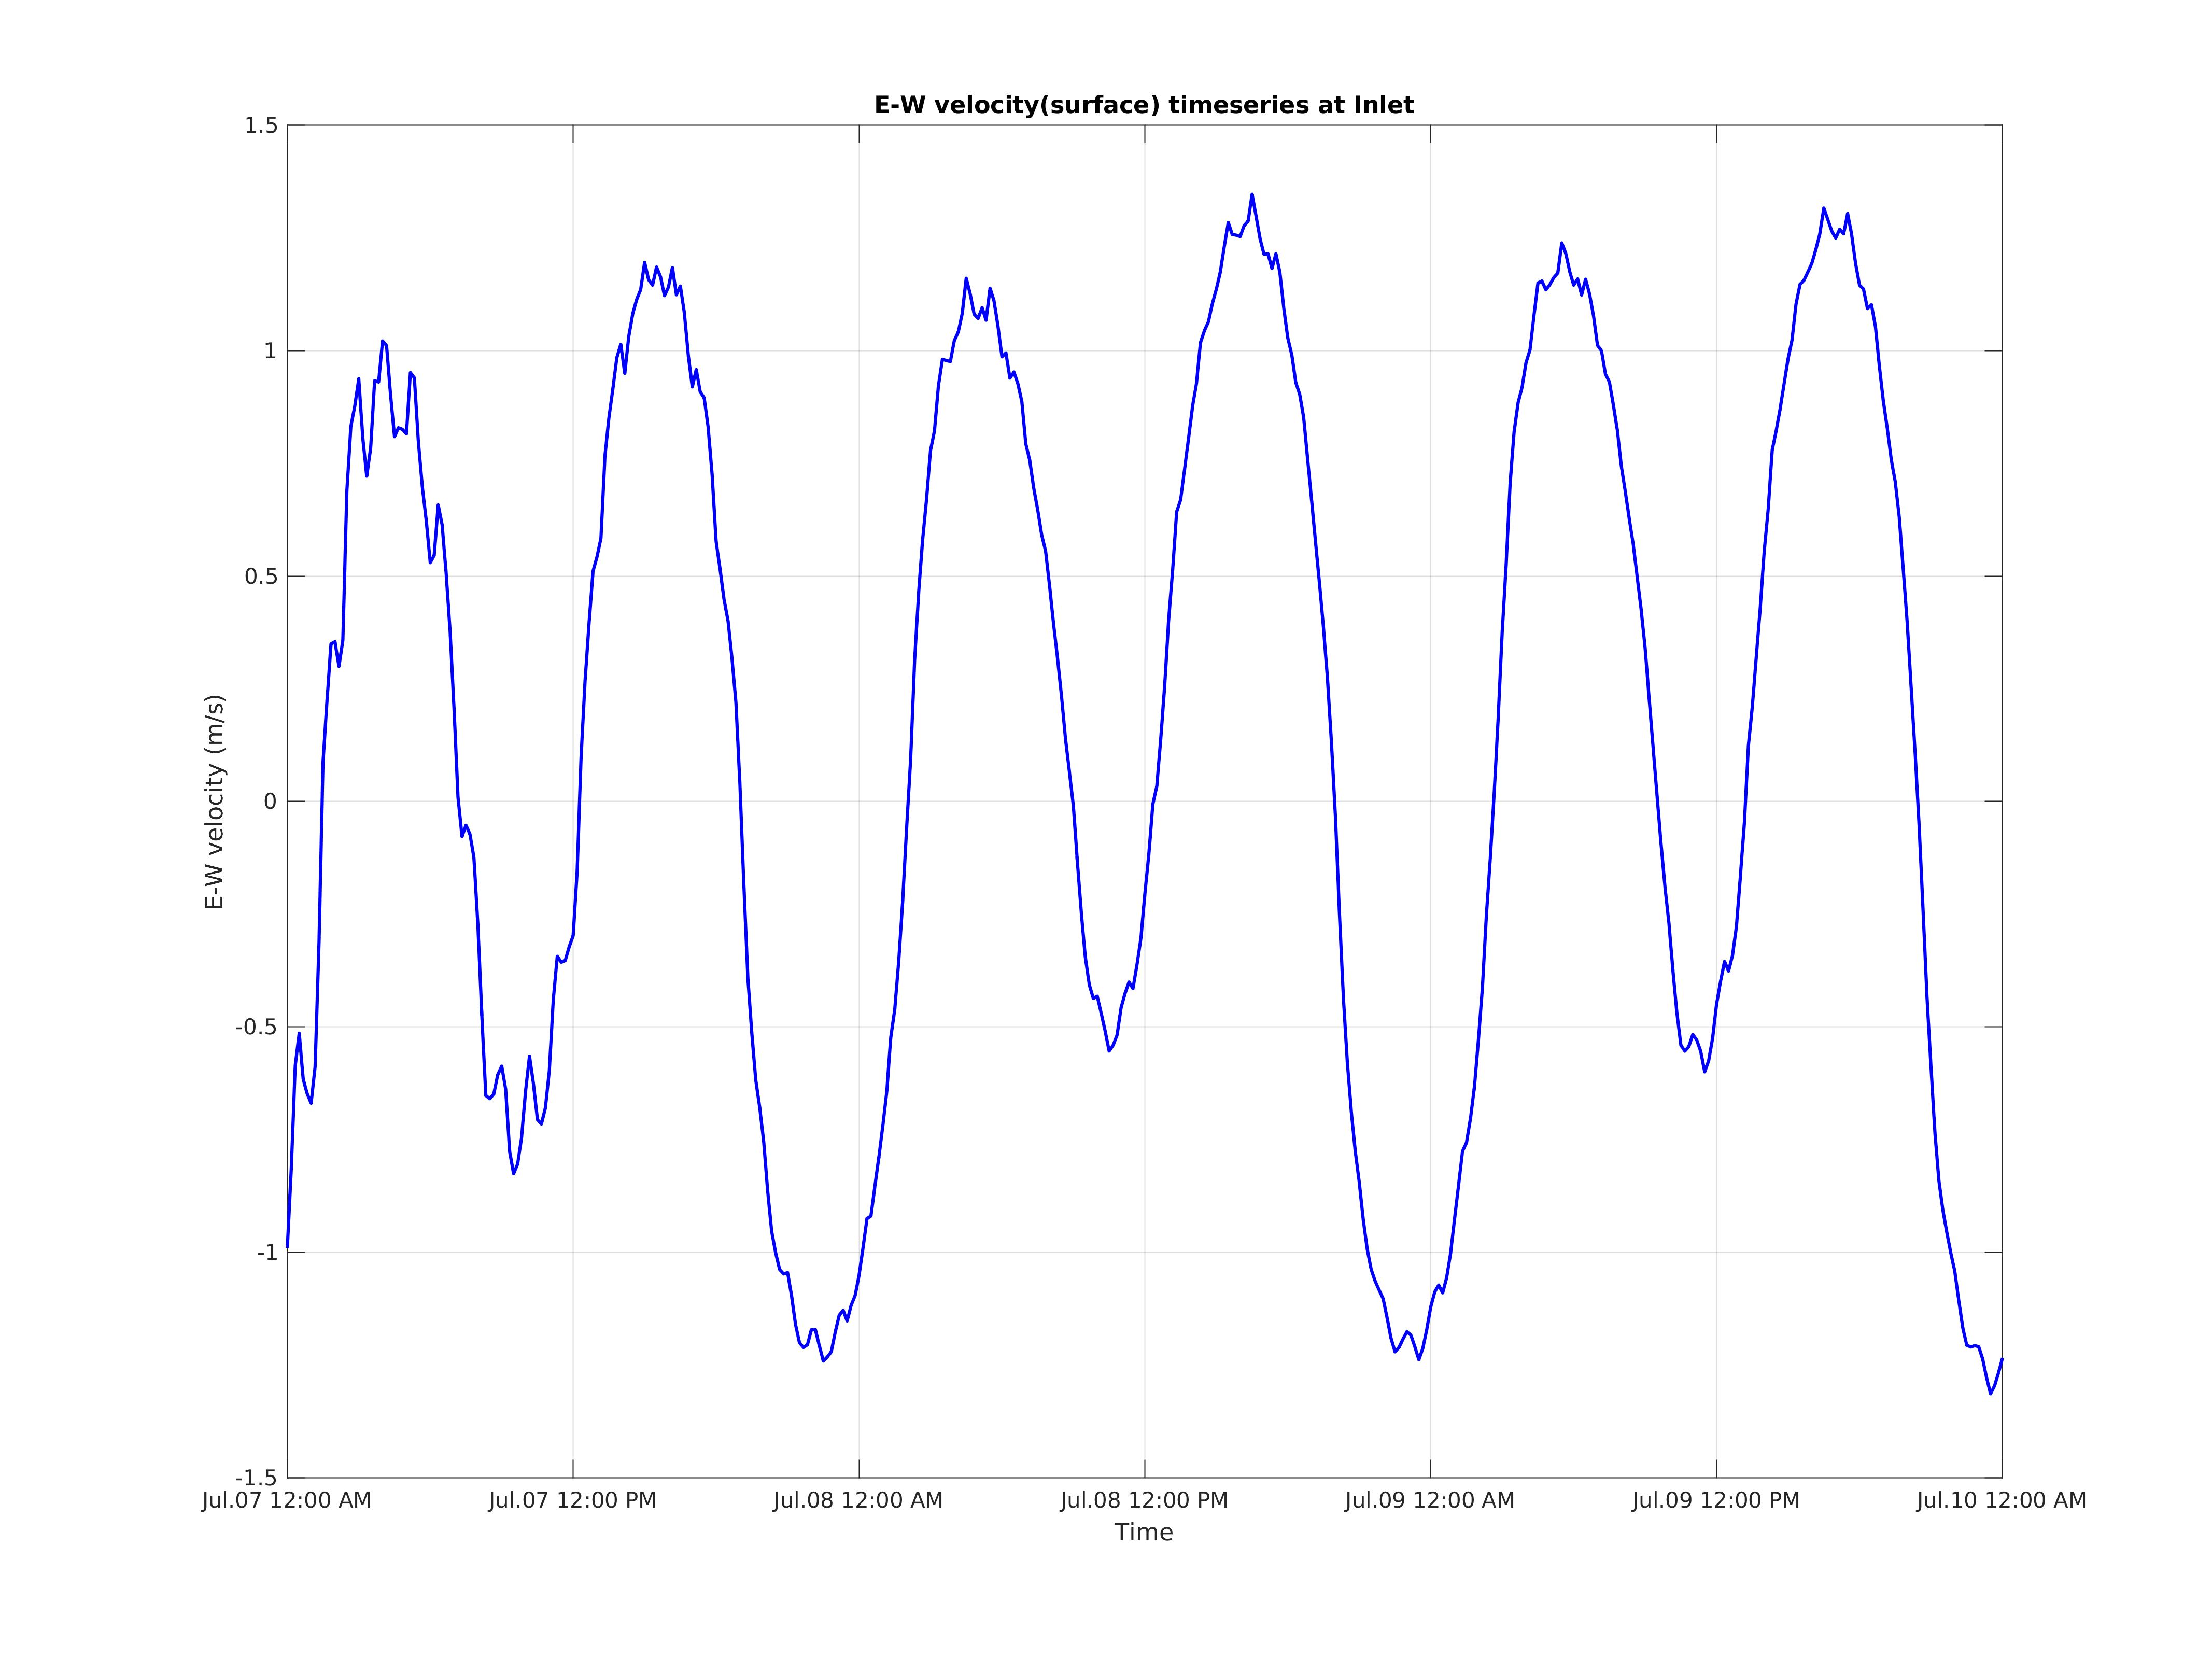 E-W velocity(surface) timeseries at Inlet
1.5
1
0.5
0
-0.5
-1
-1.5
E-W velocity (m/s)
Jul.07 12:00 AM Jul.07 12:00 PM Jul.08 12:00 AM Jul.08 12:00 PM Jul.09 12:00 AM Jul.09 12:00 PM Jul.10 12:00 AM
Time